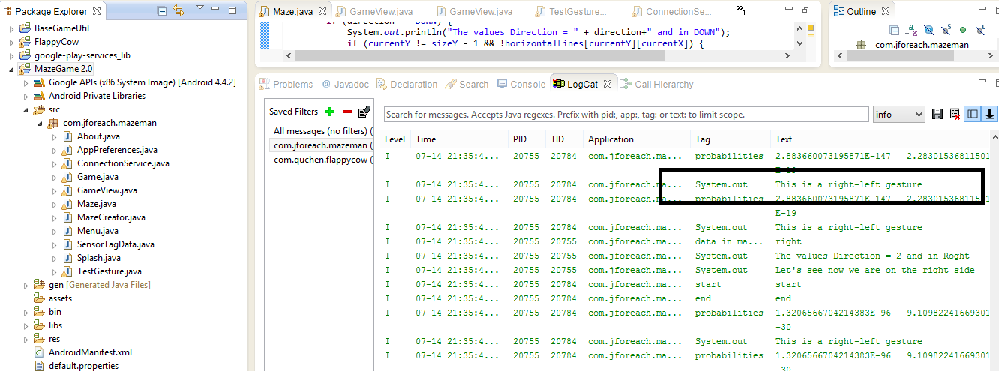 Package Explorer
BaseGameUtil
FlappyCow
google-play-services_lib
MazeGame 2.0
Google APIs (x86 System Image) [Android 4.4.2]
Android Private Libraries
src
com.jforeach.mazeman
About.java
AppPreferences.java
ConnectionService.java
Game.java
GameView.java
Maze.java
MazeCreator.java
Menu.java
SensorTagData.java
Splash.java
TestGesture.java
gen [Generated Java Files]
assets
bin
libs
res
AndroidManifest.xml
default.properties
Maze.java GameView.java GameView.java TestGesture... ConnectionSe... »1
if (direction == DOWN) {
System.out.println("The values Direction = " + direction+" and in DOWN");
if (currentY != sizeY - 1 && !horizontalLines[currentY][currentX]) {
Outline
com.jforeach.mazeman
Problems @ Javadoc Declaration Search Console LogCat Call Hierarchy
Saved Filters
All messages (no filters) (
com.jforeach.mazeman (
com.quchen.flappycow (
Search for messages. Accepts Java regexes. Prefix with pid:, app:, tag: or text: to limit scope. info
Level Time PID TID Application Tag Text
I 07-14 21:35:4... 20755 20784 com.jforeach.ma... probabilities 2.883660073195871E-147 2.28301536811501
E-19
I 07-14 21:35:4... 20755 20784 com.jforeach.ma... System.out This is a right-left gesture
I 07-14 21:35:4... 20755 20784 com.jforeach.ma... probabilities 2.883660073195871E-147 2.28301536811501
E-19
I 07-14 21:35:4... 20755 20784 com.jforeach.ma... System.out This is a right-left gesture
I 07-14 21:35:4... 20755 20755 com.jforeach.ma... data in ma... right
I 07-14 21:35:4... 20755 20755 com.jforeach.ma... System.out The values Direction = 2 and in Roght
I 07-14 21:35:4... 20755 20755 com.jforeach.ma... System.out Let's see now we are on the right side
I 07-14 21:35:4... 20755 20755 com.jforeach.ma... start start
I 07-14 21:35:4... 20755 20755 com.jforeach.ma... end end
I 07-14 21:35:4... 20755 20784 com.jforeach.ma... probabilities 1.3206566704214383E-96 9.10982241669301
-30
I 07-14 21:35:4... 20755 20784 com.jforeach.ma... System.out This is a right-left gesture
I 07-14 21:35:4... 20755 20784 com.jforeach.ma... probabilities 1.3206566704214383E-96 9.10982241669301
-30